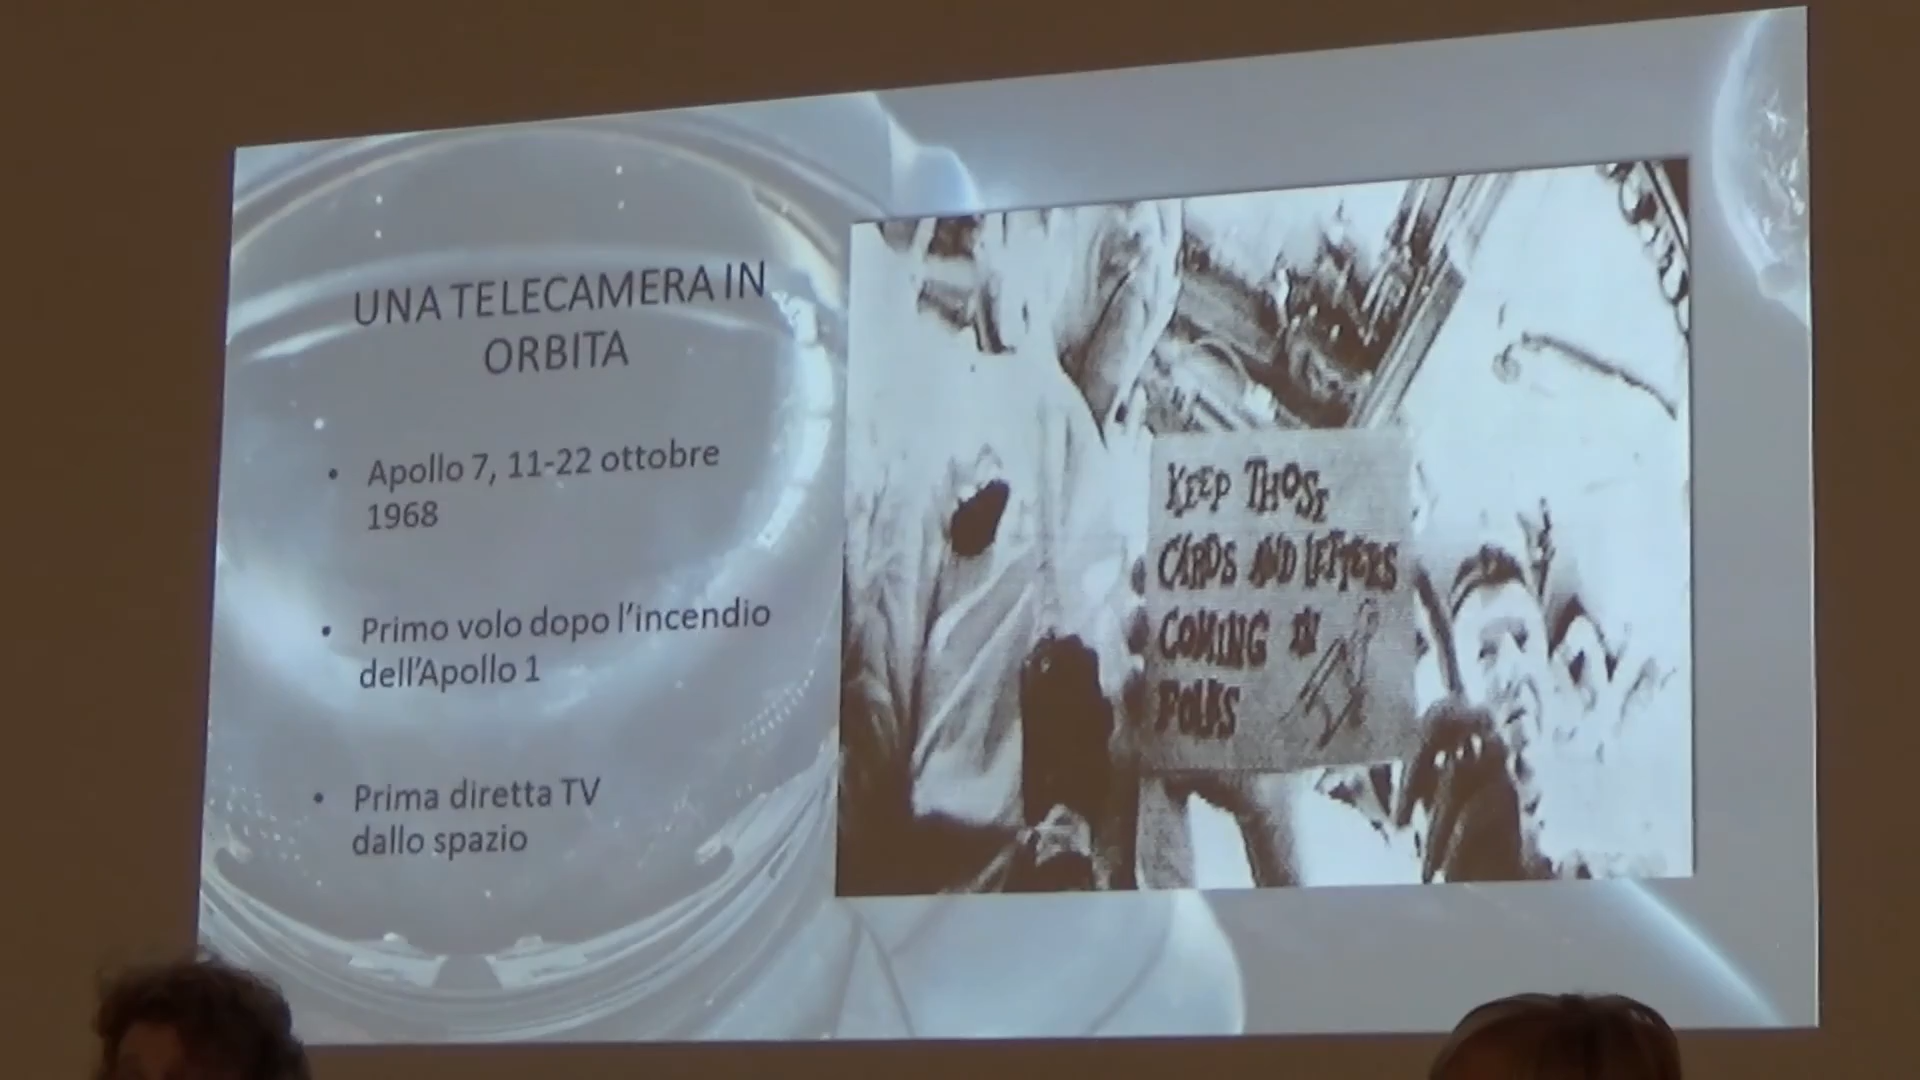 UNA TELECAMERA IN
ORBITA
• Apollo 7, 11-22 ottobre
1968
• Primo volo dopo l'incendio
dell'Apollo 1
• Prima diretta TV
dallo spazio
KEEP THOSE
CARDS AND LETTERS
COMING IN
FOLKS